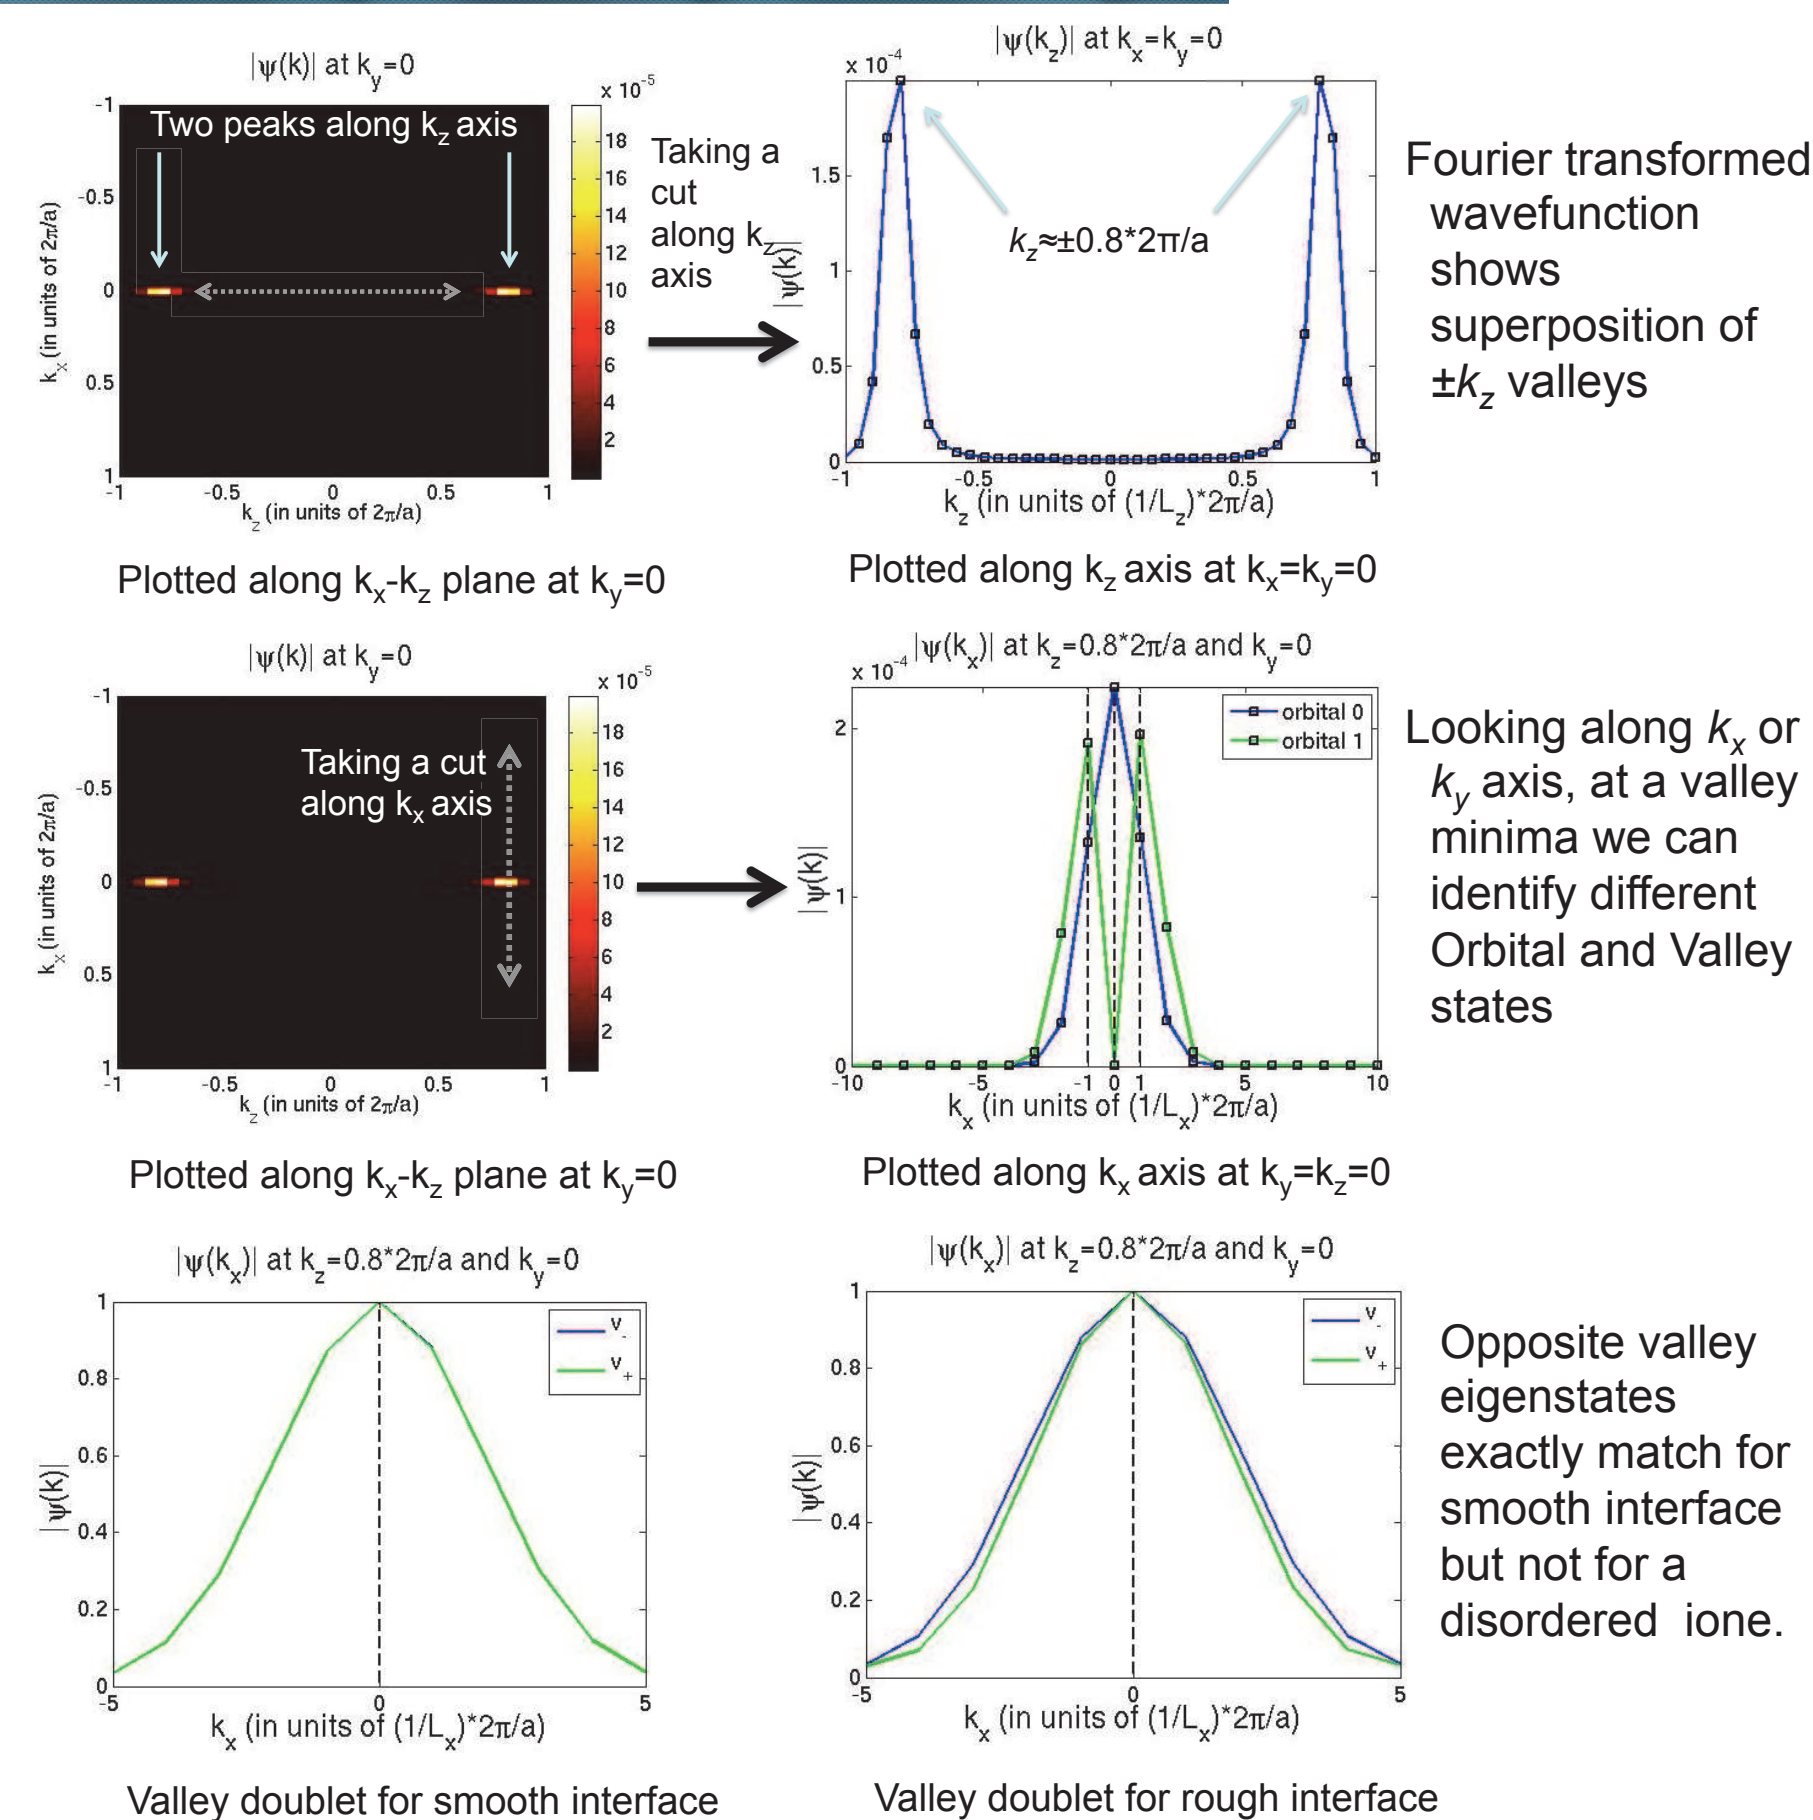 |ψ(k)| at k_y=0
x 10^-5
-1
-0.5
0
0.5
1
k_x (in units of 2π/a)
Two peaks along k_z axis
18
16
14
12
10
8
6
4
2
-1 -0.5 0 0.5 1
k_z (in units of 2π/a)
Plotted along k_x-k_z plane at k_y=0
Taking a
cut
along k_z
axis
|ψ(k_z)| at k_x=k_y=0
x 10^-4
1.5
1
0.5
0
|ψ(k)|
k_z≈±0.8*2π/a
-1 -0.5 0 0.5 1
k_z (in units of (1/L_z)*2π/a)
Plotted along k_z axis at k_x=k_y=0
Fourier transformed
wavefunction
shows
superposition of
±k_z valleys
|ψ(k)| at k_y=0
x 10^-5
-1
-0.5
0
0.5
1
k_x (in units of 2π/a)
Taking a cut
along k_x axis
18
16
14
12
10
8
6
4
2
-1 -0.5 0 0.5 1
k_z (in units of 2π/a)
Plotted along k_x-k_z plane at k_y=0
|ψ(k_x)| at k_z=0.8*2π/a and k_y=0
x 10^-4
2
1
0
|ψ(k)|
orbital 0
orbital 1
-10 -5 -1 0 1 5 10
k_x (in units of (1/L_x)*2π/a)
Plotted along k_x axis at k_y=k_z=0
Looking along k_x or
k_y axis, at a valley
minima we can
identify different
Orbital and Valley
states
|ψ(k_x)| at k_z=0.8*2π/a and k_y=0
1
0.8
0.6
0.4
0.2
0
|ψ(k)|
v_-
v_+
-5 0 5
k_x (in units of (1/L_x)*2π/a)
Valley doublet for smooth interface
|ψ(k_x)| at k_z=0.8*2π/a and k_y=0
1
0.8
0.6
0.4
0.2
0
|ψ(k)|
v_-
v_+
-5 0 5
k_x (in units of (1/L_x)*2π/a)
Valley doublet for rough interface
Opposite valley
eigenstates
exactly match for
smooth interface
but not for a
disordered ione.